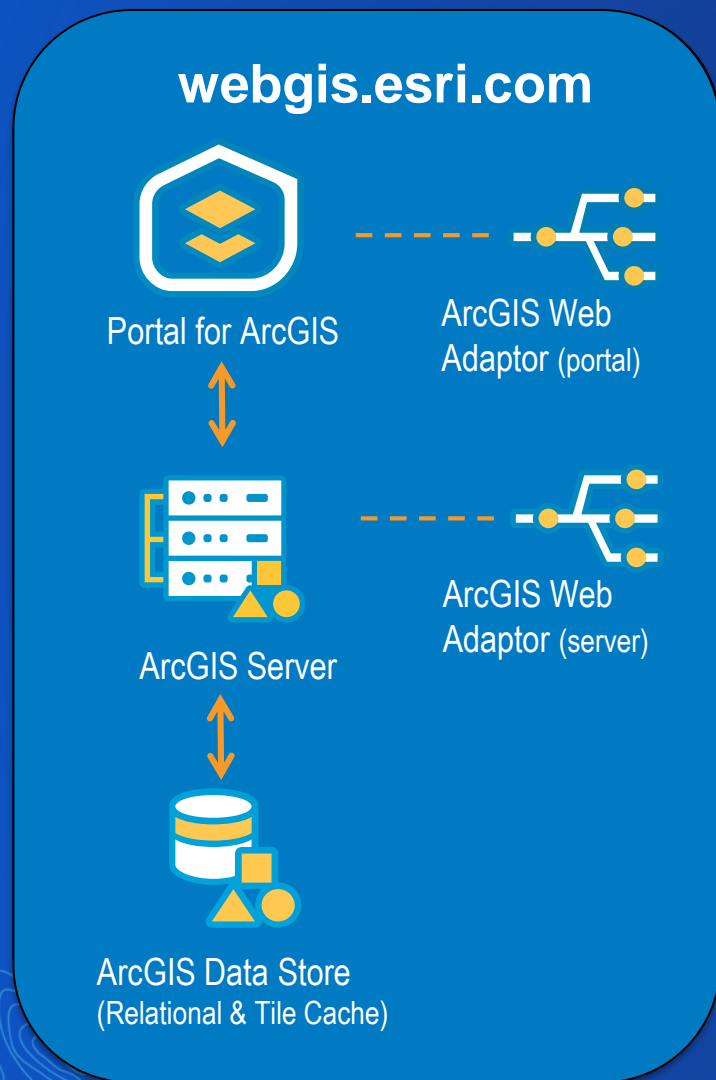 webgis.esri.com
Portal for ArcGIS
ArcGIS Web
Adaptor (portal)
ArcGIS Server
ArcGIS Web
Adaptor (server)
ArcGIS Data Store
(Relational & Tile Cache)